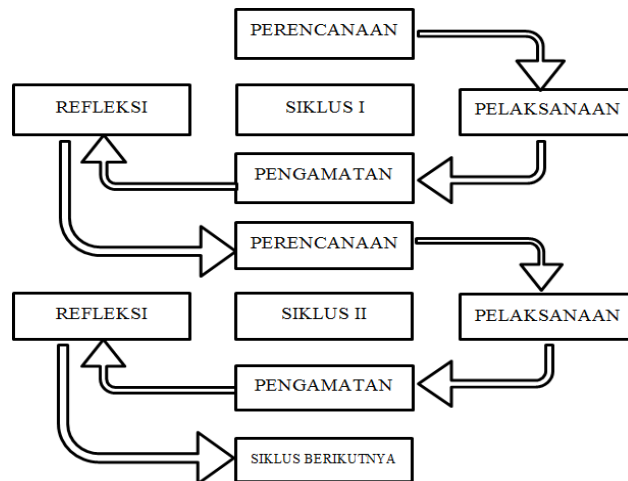 PERENCANAAN
REFLEKSI
SIKLUS I
PELAKSANAAN
PENGAMATAN
PERENCANAAN
REFLEKSI
SIKLUS II
PELAKSANAAN
PENGAMATAN
SIKLUS BERIKUTNYA